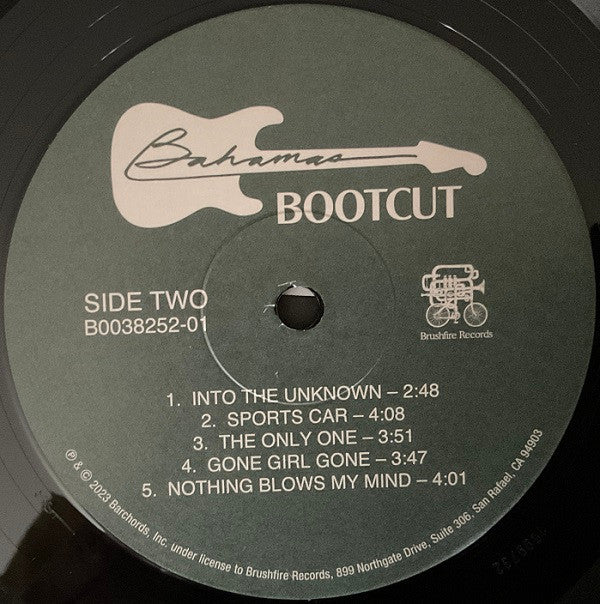 Bahamas
BOOTCUT
SIDE TWO
B0038252-01
Brushfire Records
1. INTO THE UNKNOWN – 2:48
2. SPORTS CAR – 4:08
3. THE ONLY ONE – 3:51
4. GONE GIRL GONE – 3:47
5. NOTHING BLOWS MY MIND – 4:01
℗ & © 2023 Barchords, Inc. under license to Brushfire Records, 899 Northgate Drive, Suite 306, San Rafael, CA 94903